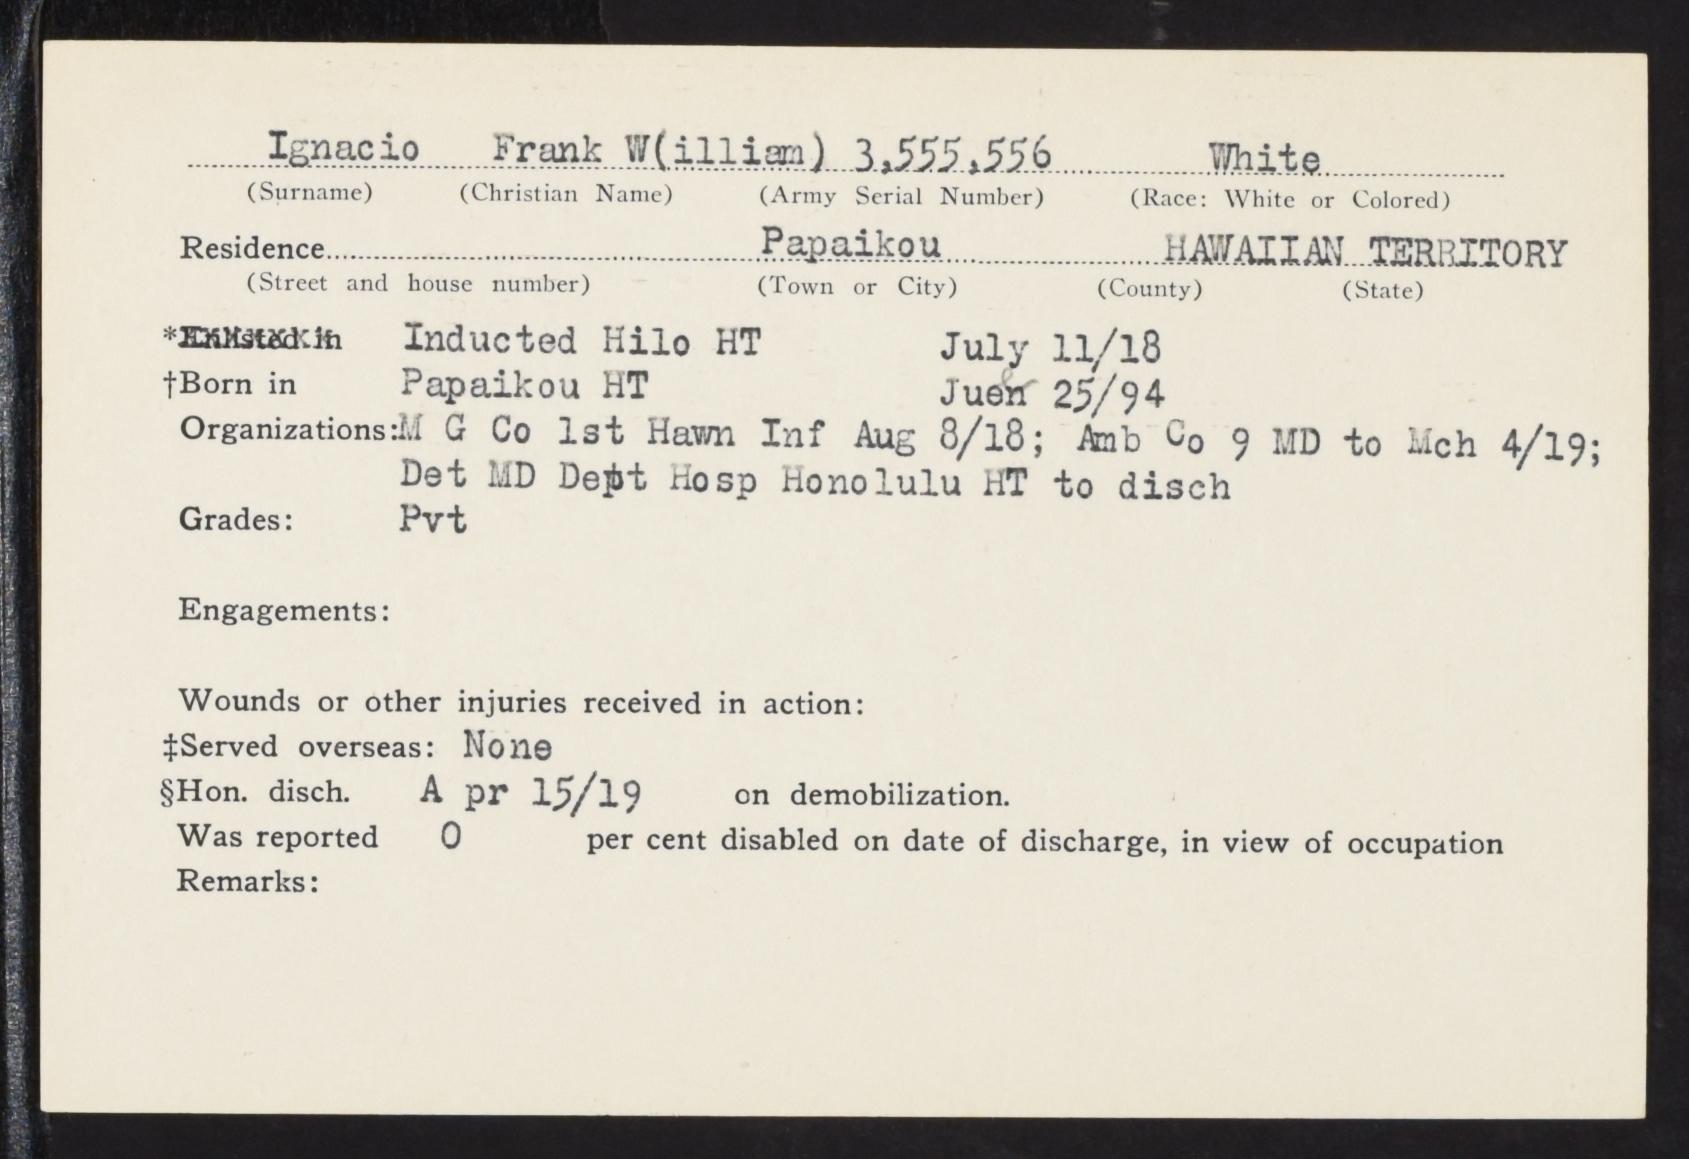 Ignacio Frank W(illiam) 3,555,556 White
(Surname) (Christian Name) (Army Serial Number) (Race: White or Colored)
Residence Papaikou HAWAIIAN TERRITORY
(Street and house number) (Town or City) (County) (State)
*Enlisted in Inducted Hilo HT July 11/18
†Born in Papaikou HT Juen 25/94
Organizations: M G Co 1st Hawn Inf Aug 8/18; Amb Co 9 MD to Mch 4/19;
Det MD Dept Hosp Honolulu HT to disch
Grades: Pvt
Engagements:
Wounds or other injuries received in action:
‡Served overseas: None
§Hon. disch. A pr 15/19 on demobilization.
Was reported 0 per cent disabled on date of discharge, in view of occupation
Remarks: